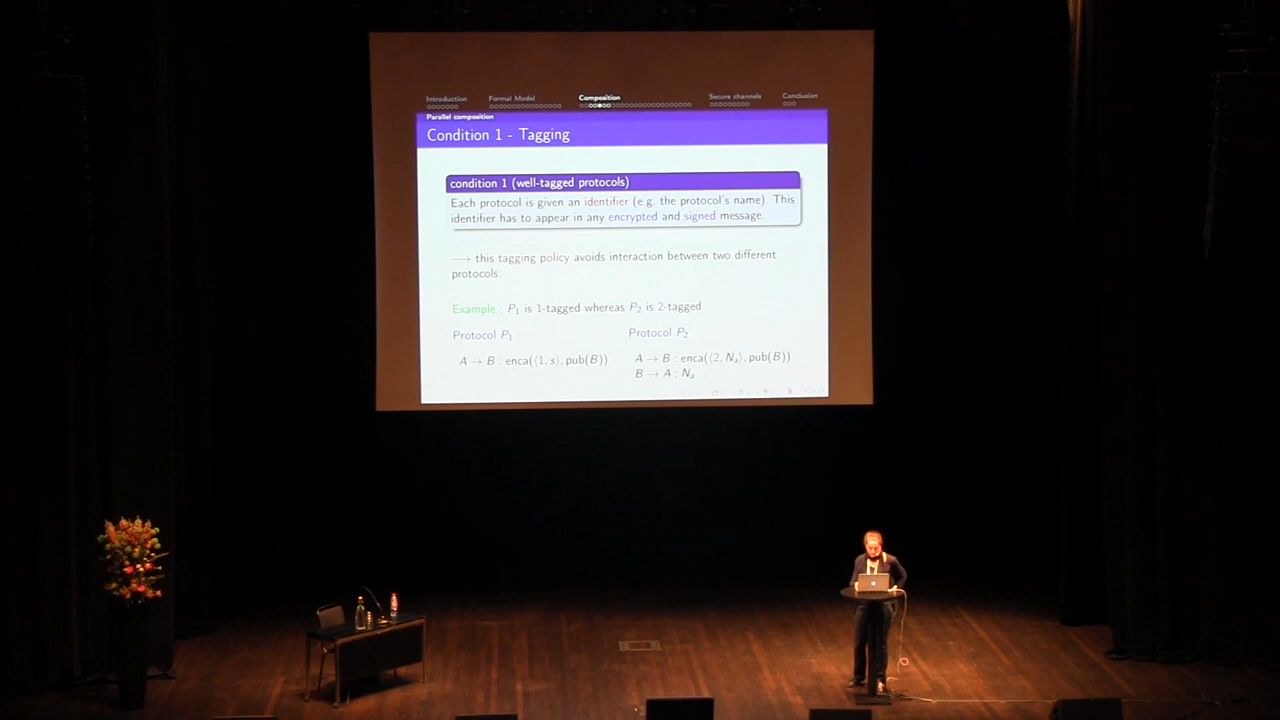 Introduction Formal Model Composition Secure channels Conclusion
Parallel composition
Condition 1 - Tagging
condition 1 (well-tagged protocols)
Each protocol is given an identifier (e.g. the protocol's name). This
identifier has to appear in any encrypted and signed message.
⟶ this tagging policy avoids interaction between two different
protocols.
Example : P₁ is 1-tagged whereas P₂ is 2-tagged
Protocol P₁ Protocol P₂
A → B : enca(⟨1, s⟩, pub(B)) A → B : enca(⟨2, Nₐ⟩, pub(B))
B → A : Nₐ